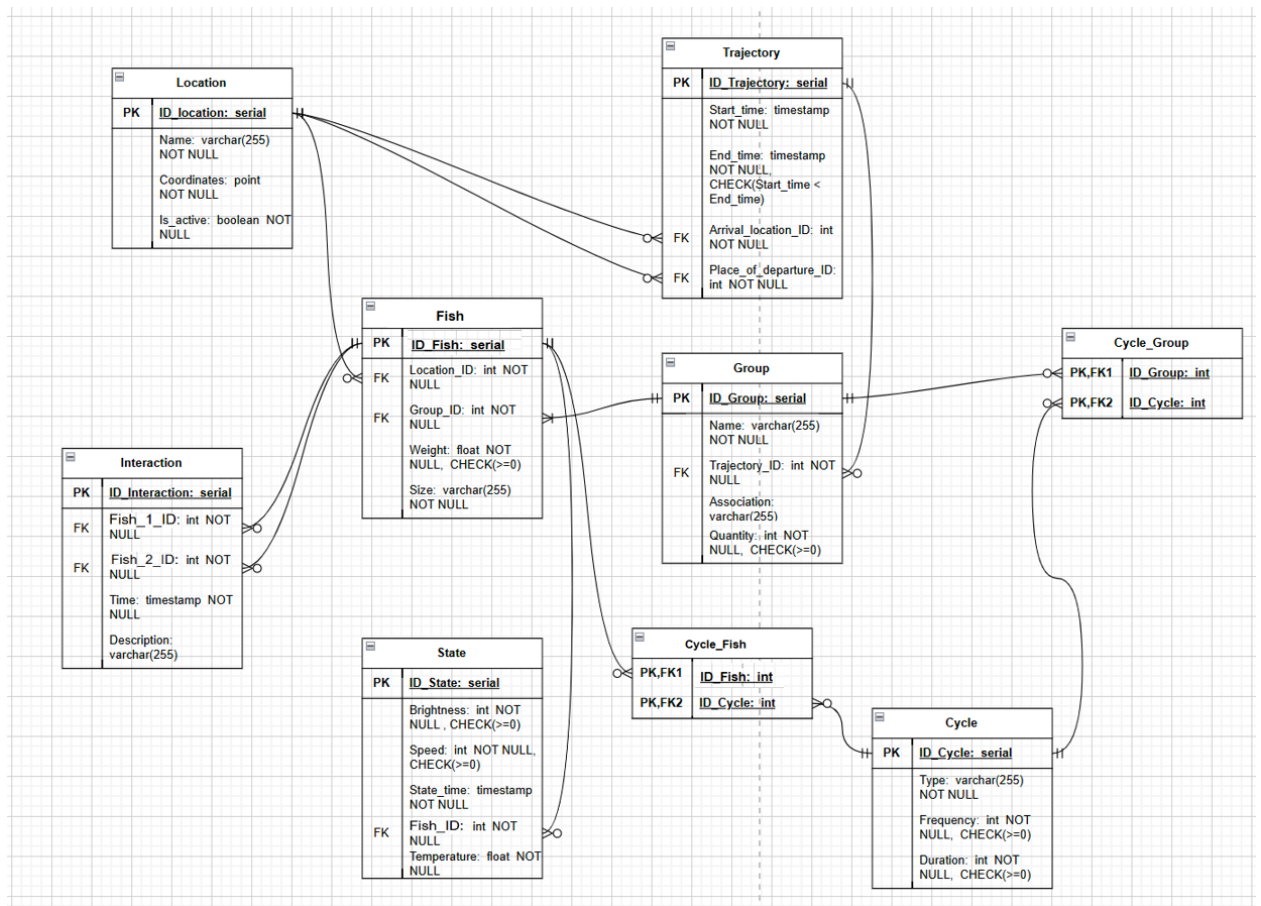 Location
PK ID_location: serial
Name: varchar(255)
NOT NULL
Coordinates: point
NOT NULL
Is_active: boolean NOT
NULL
Trajectory
PK ID_Trajectory: serial
Start_time: timestamp
NOT NULL
End_time: timestamp
NOT NULL,
CHECK(Start_time <
End_time)
FK Arrival_location_ID: int
NOT NULL
FK Place_of_departure_ID:
int NOT NULL
Fish
PK ID_Fish: serial
FK Location_ID: int NOT
NULL
FK Group_ID: int NOT
NULL
Weight: float NOT
NULL, CHECK(>=0)
Size: varchar(255)
NOT NULL
Group
PK ID_Group: serial
Name: varchar(255)
NOT NULL
FK Trajectory_ID: int NOT
NULL
Association:
varchar(255)
Quantity: int NOT
NULL, CHECK(>=0)
Cycle_Group
PK,FK1 ID_Group: int
PK,FK2 ID_Cycle: int
Interaction
PK ID_Interaction: serial
FK Fish_1_ID: int NOT
NULL
FK Fish_2_ID: int NOT
NULL
Time: timestamp NOT
NULL
Description:
varchar(255)
State
PK ID_State: serial
Brightness: int NOT
NULL , CHECK(>=0)
Speed: int NOT NULL,
CHECK(>=0)
State_time: timestamp
NOT NULL
FK Fish_ID: int NOT
NULL
Temperature: float NOT
NULL
Cycle_Fish
PK,FK1 ID_Fish: int
PK,FK2 ID_Cycle: int
Cycle
PK ID_Cycle: serial
Type: varchar(255)
NOT NULL
Frequency: int NOT
NULL, CHECK(>=0)
Duration: int NOT
NULL, CHECK(>=0)